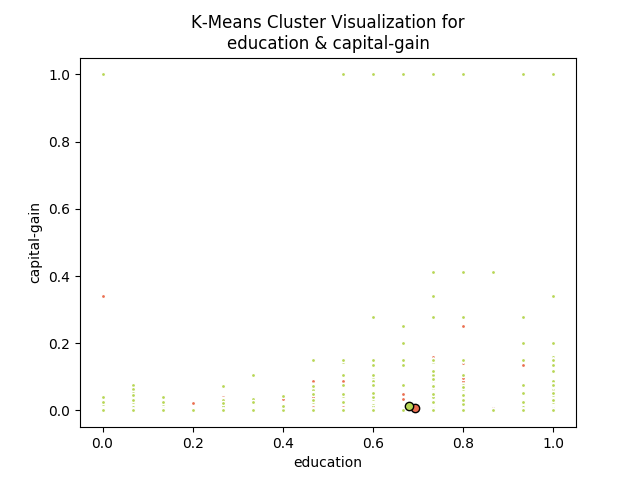 K-Means Cluster Visualization for
education & capital-gain
1.0
0.8
0.6
0.4
0.2
0.0
capital-gain
0.0 0.2 0.4 0.6 0.8 1.0
education